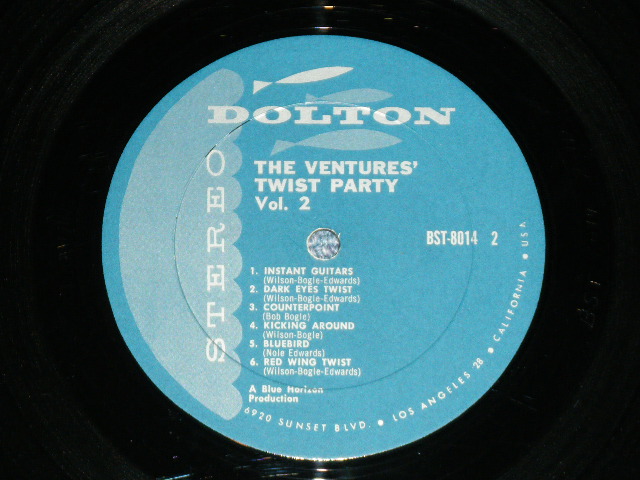 DOLTON
THE VENTURES'
TWIST PARTY
Vol. 2
STEREO
BST-8014 2
1. INSTANT GUITARS
(Wilson-Bogle-Edwards)
2. DARK EYES TWIST
(Wilson-Bogle-Edwards)
3. COUNTERPOINT
(Bob Bogle)
4. KICKING AROUND
(Wilson-Bogle)
5. BLUEBIRD
(Nole Edwards)
6. RED WING TWIST
(Wilson-Bogle-Edwards)
A Blue Horizon
Production
6920 SUNSET BLVD. • LOS ANGELES 28 • CALIFORNIA • USA